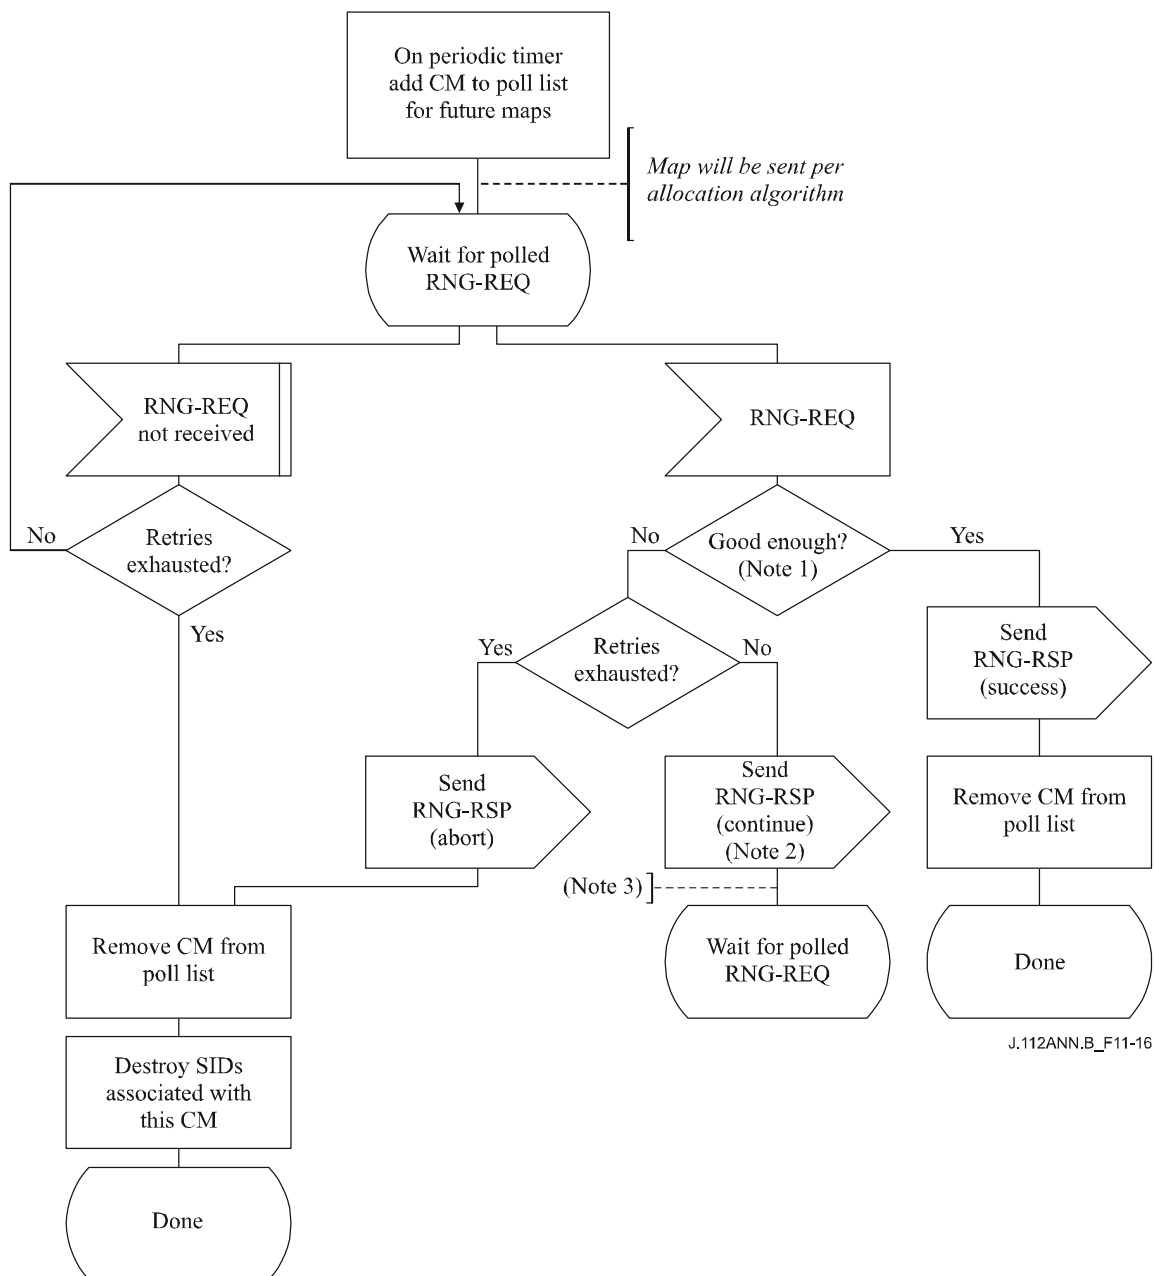 On periodic timer
add CM to poll list
for future maps
Map will be sent per
allocation algorithm
Wait for polled
RNG-REQ
RNG-REQ
not received
RNG-REQ
No
Retries
exhausted?
Yes
No
Good enough?
(Note 1)
Yes
Yes
Retries
exhausted?
No
Send
RNG-RSP
(success)
Send
RNG-RSP
(abort)
Send
RNG-RSP
(continue)
(Note 2)
Remove CM from
poll list
(Note 3)
Remove CM from
poll list
Wait for polled
RNG-REQ
Done
J.112ANN.B_F11-16
Destroy SIDs
associated with
this CM
Done